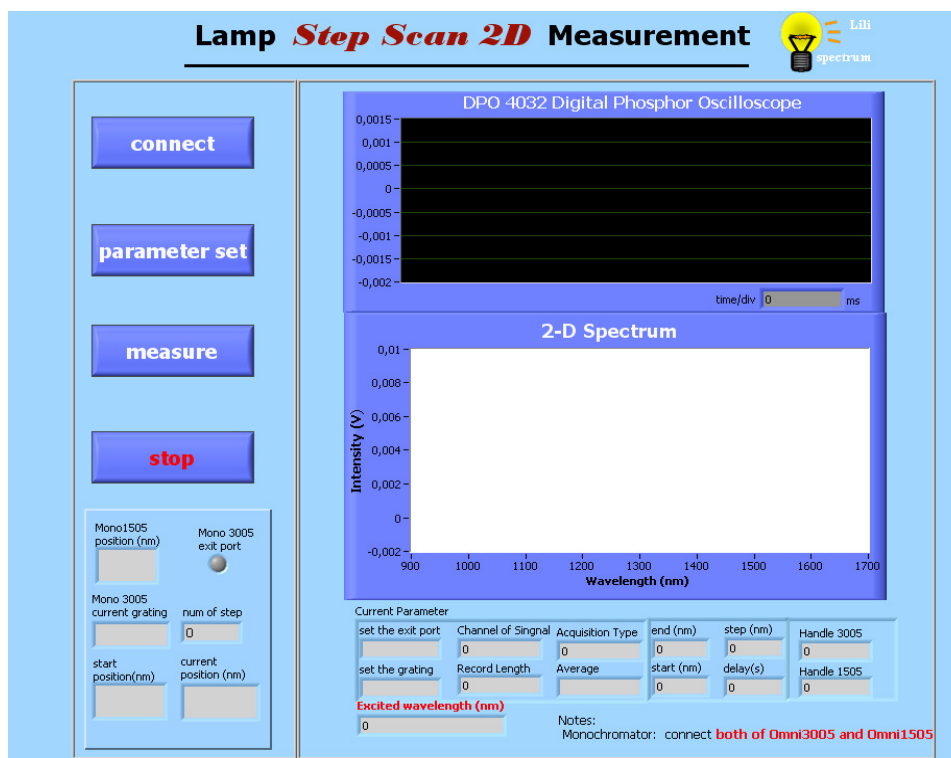 Lamp Step Scan 2D Measurement
Lili
spectrum
connect
parameter set
measure
stop
Mono1505
position (nm)
Mono 3005
exit port
Mono 3005
current grating
num of step
0
start
position(nm)
current
position (nm)
DPO 4032 Digital Phosphor Oscilloscope
0,0015
0,001
0,0005
0
-0,0005
-0,001
-0,0015
-0,002
time/div 0 ms
2-D Spectrum
0,01
0,008
0,006
0,004
0,002
0
-0,002
Intensity (V)
900 1000 1100 1200 1300 1400 1500 1600 1700
Wavelength (nm)
Current Parameter
set the exit port Channel of Singnal Acquisition Type end (nm) step (nm) Handle 3005
0 0 0 0 0
set the grating Record Length Average start (nm) delay(s) Handle 1505
0 0 0 0
Excited wavelength (nm)
0
Notes:
Monochromator: connect both of Omni3005 and Omni1505